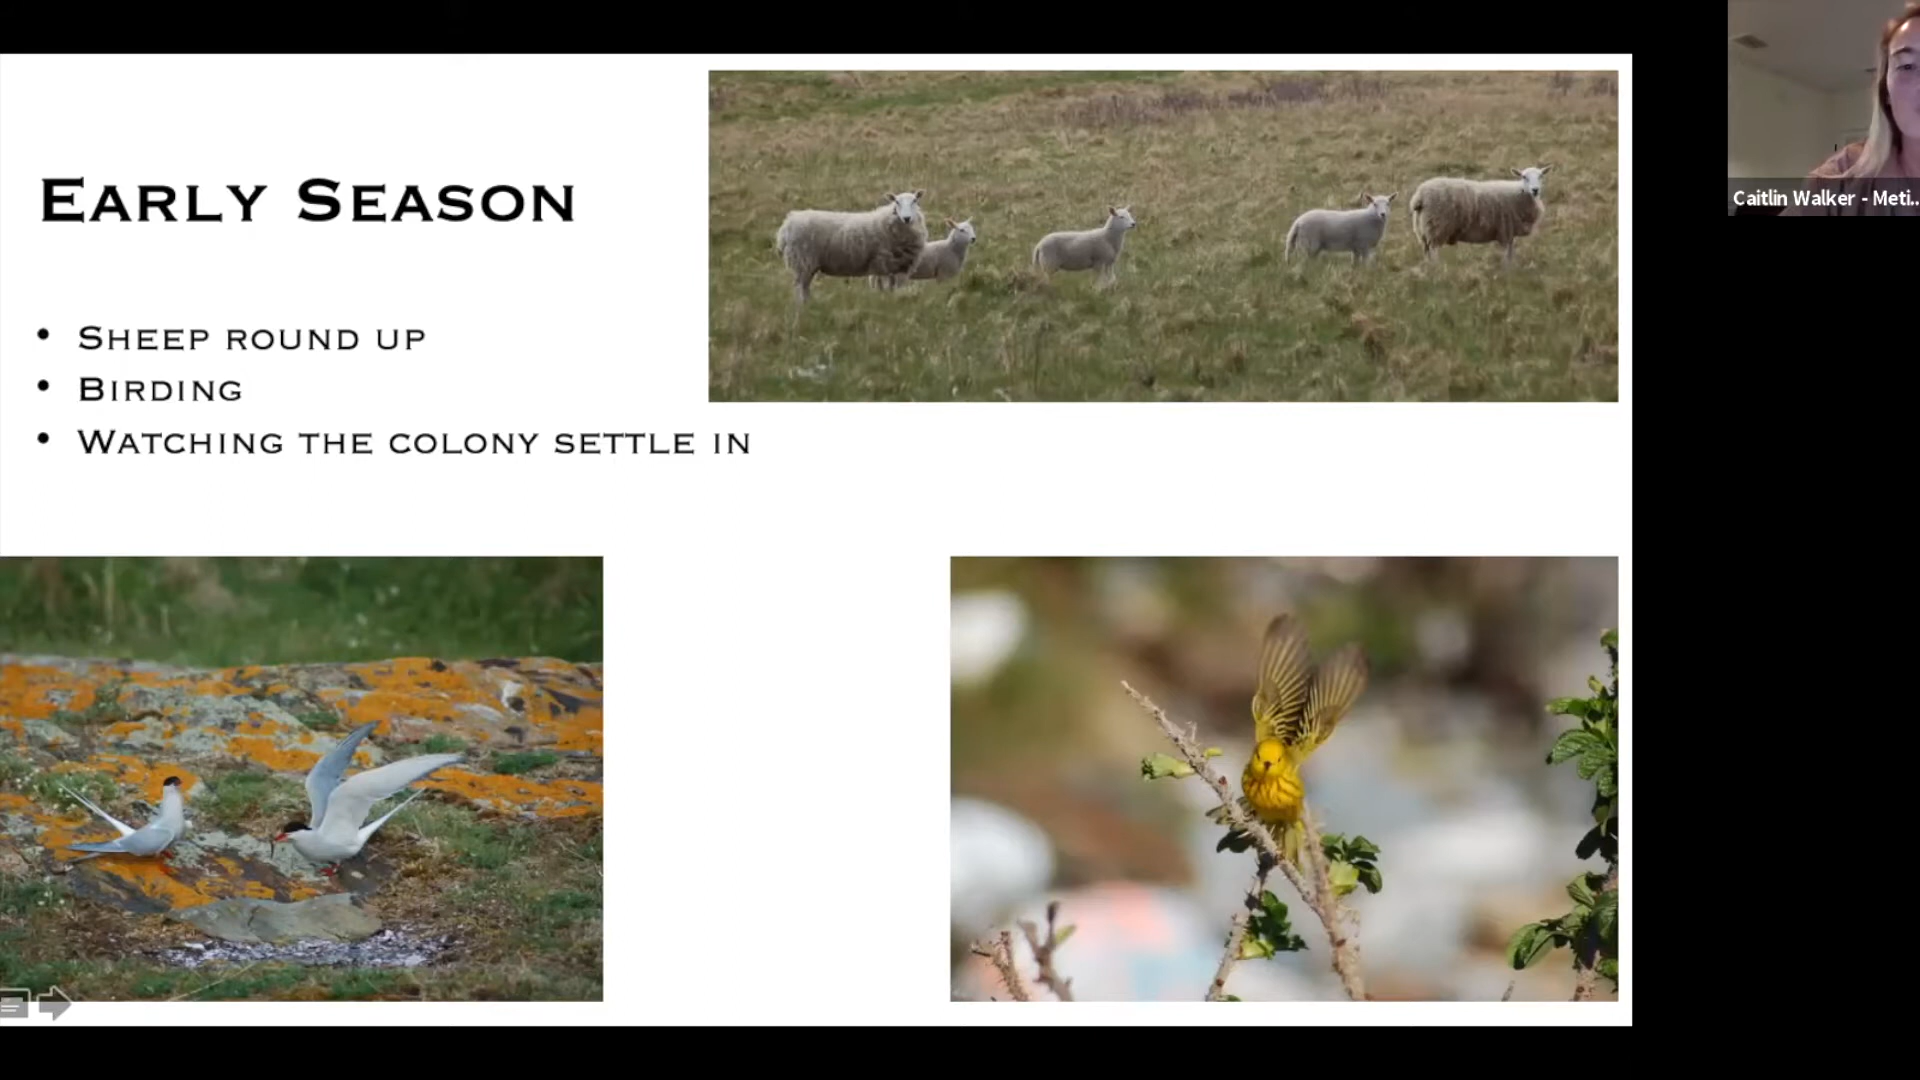 Early Season
• Sheep round up
• Birding
• Watching the colony settle in
Caitlin Walker - Meti...